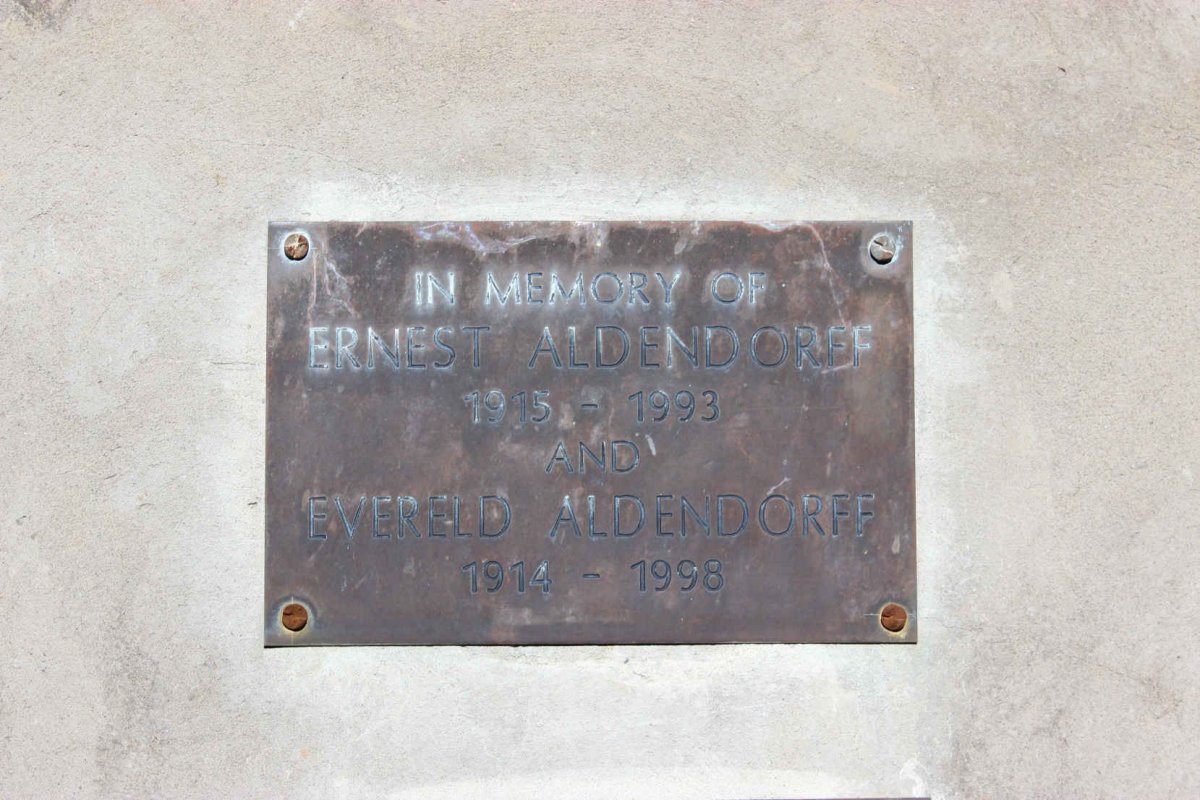 IN MEMORY OF
ERNEST ALDENDORFF
1915 - 1993
AND
EVERELD ALDENDORFF
1914 - 1998